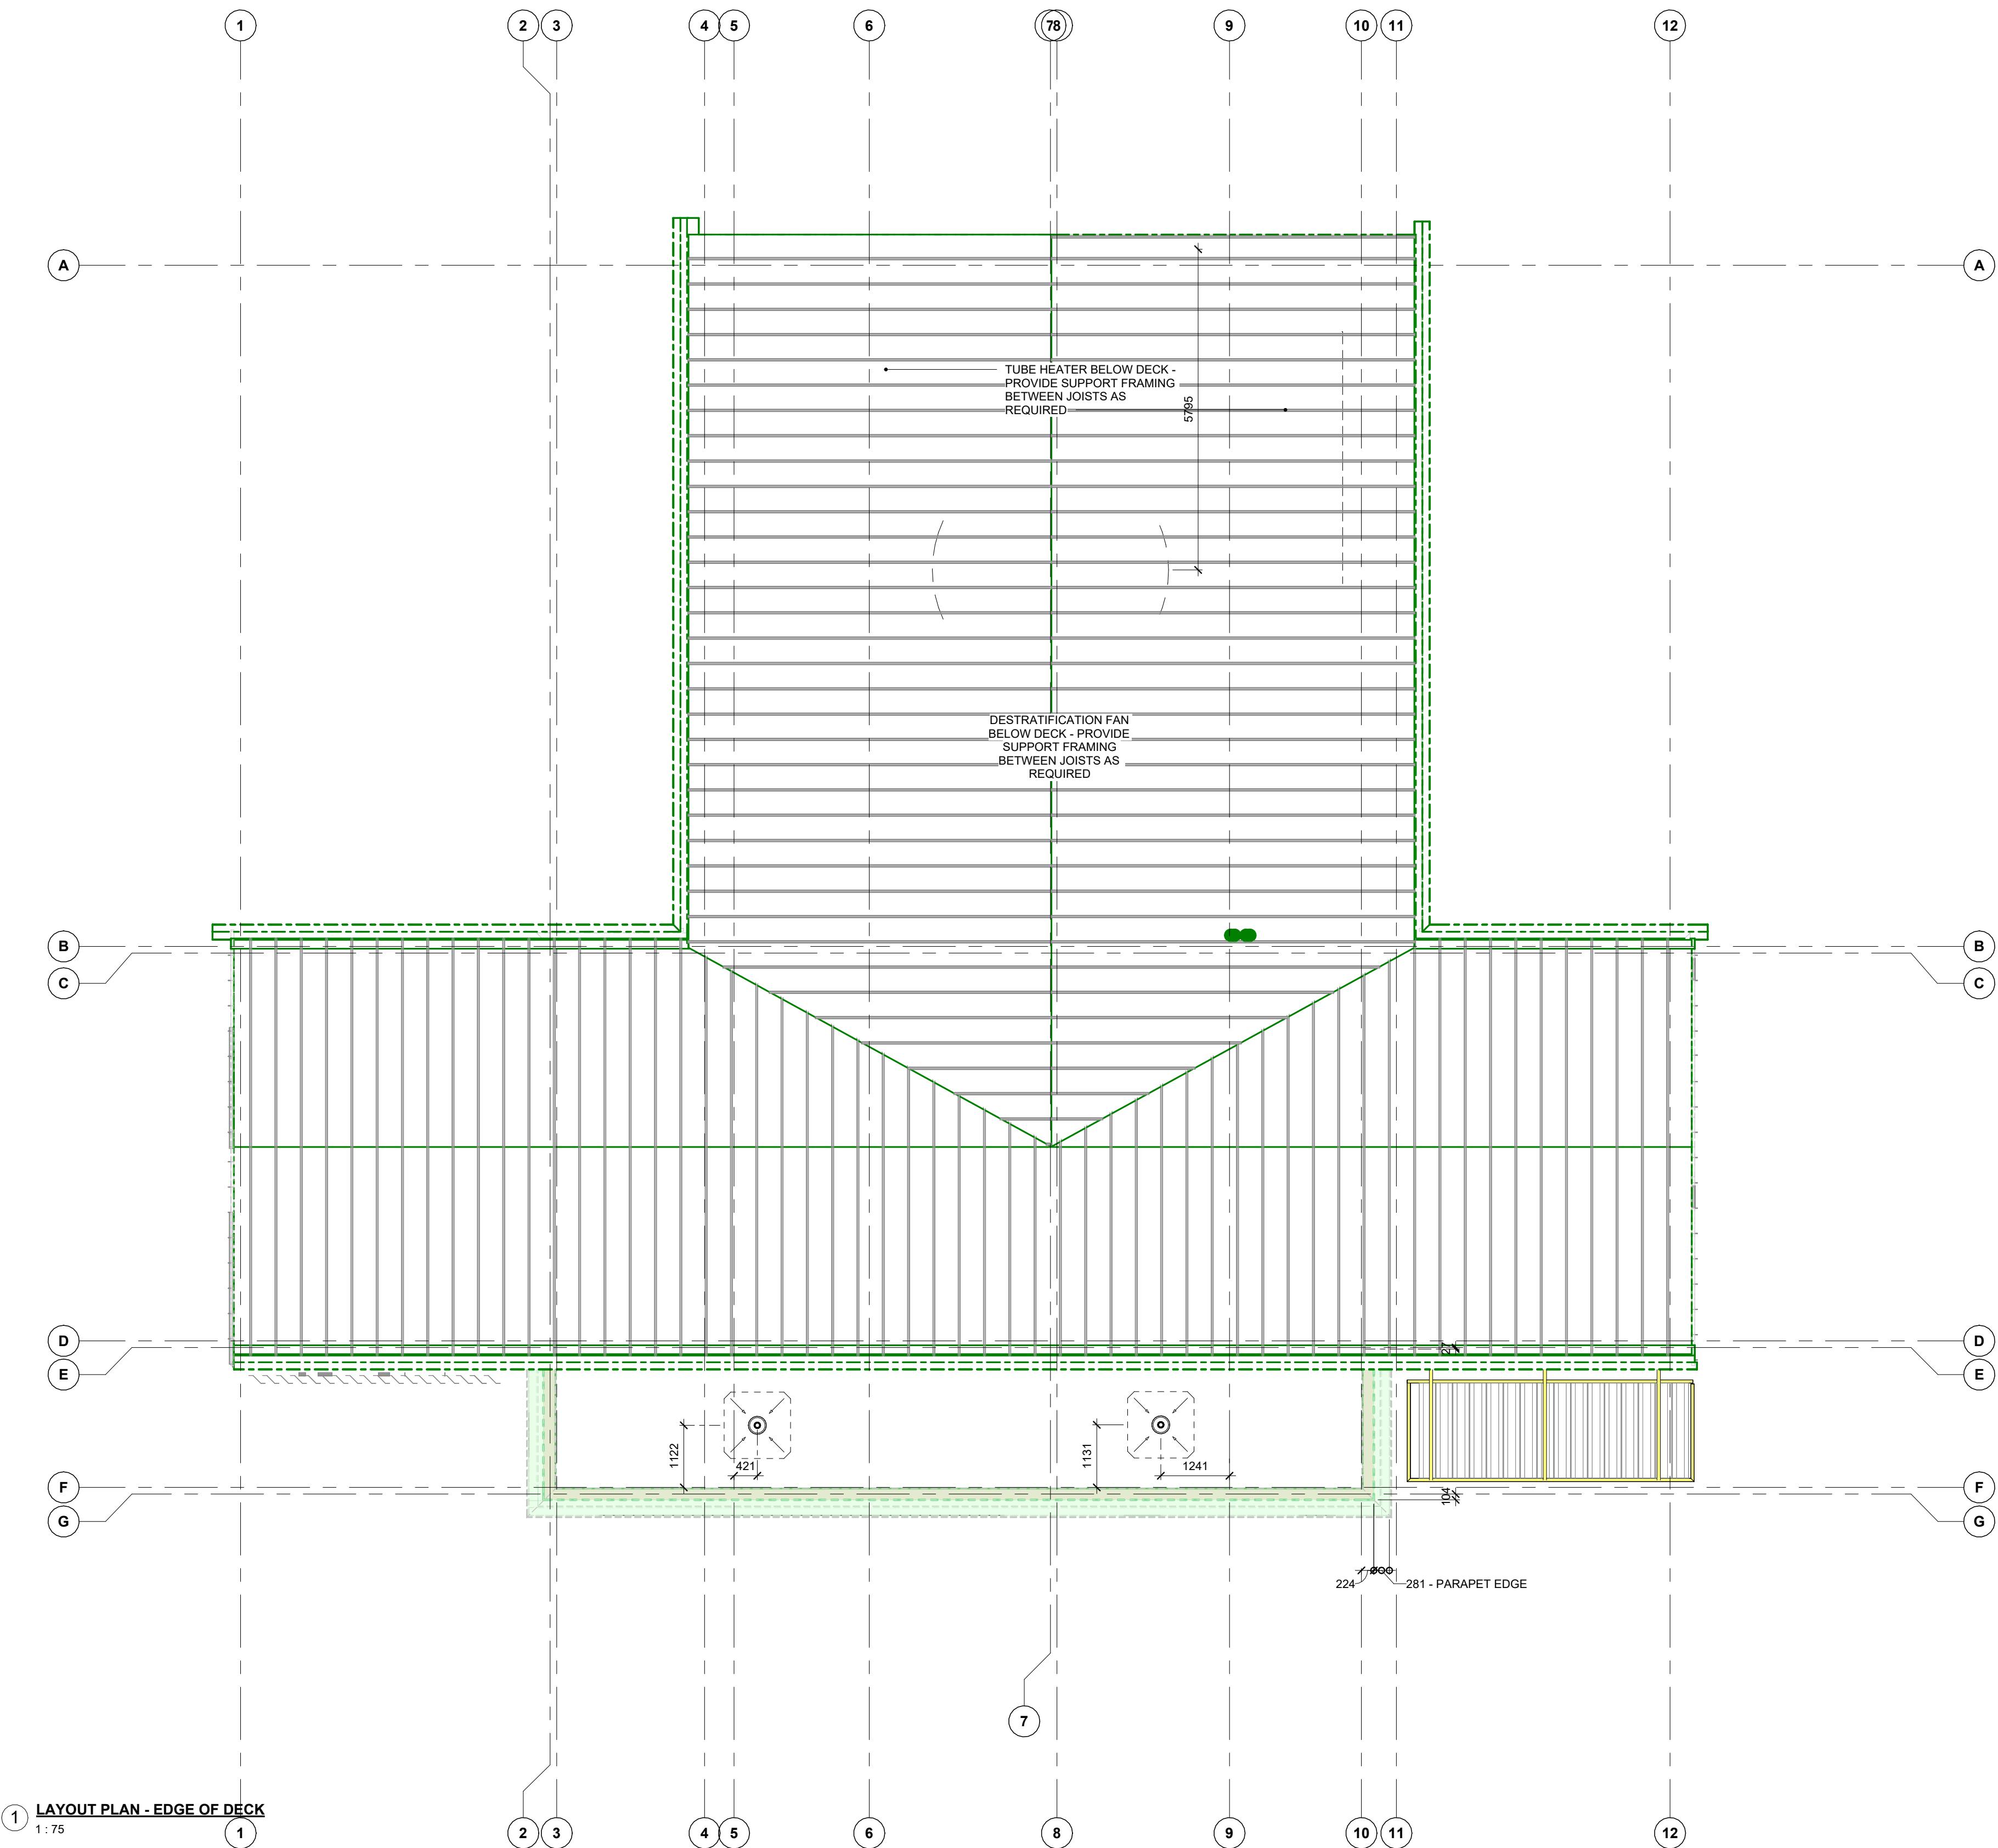 1 2 3 4 5 6 7 8 9 10 11 12
A A
TUBE HEATER BELOW DECK -
PROVIDE SUPPORT FRAMING
BETWEEN JOISTS AS
REQUIRED
5795
DESTRATIFICATION FAN
BELOW DECK - PROVIDE
SUPPORT FRAMING
BETWEEN JOISTS AS
REQUIRED
B B
C C
D D
27
E E
1122
421
1131
1241
F F
104
G G
224
281 - PARAPET EDGE
7
1 LAYOUT PLAN - EDGE OF DECK
1 : 75
1 2 3 4 5 6 8 9 10 11 12